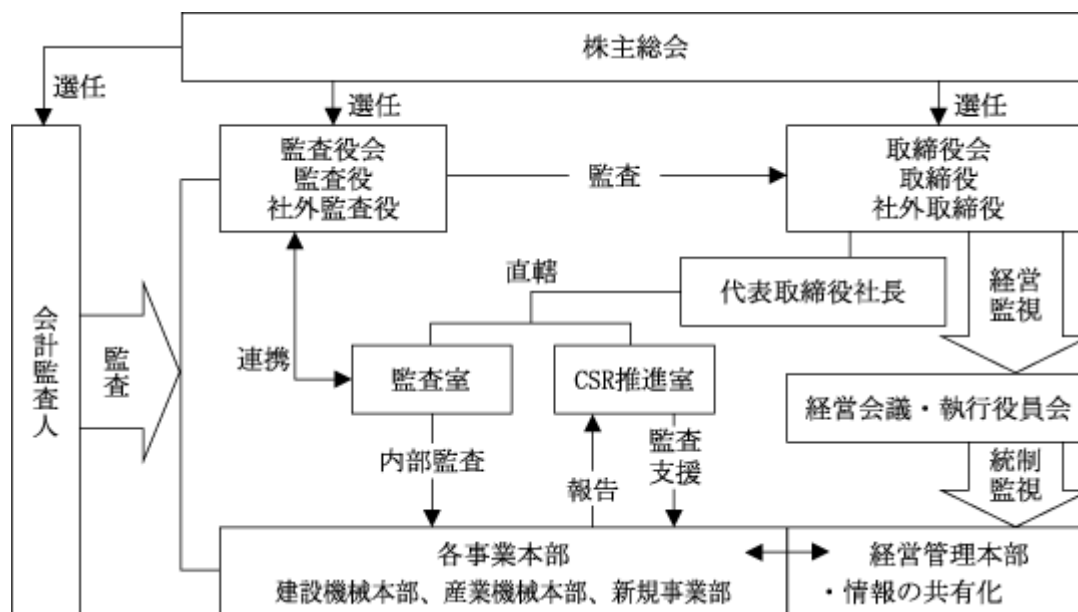 株主総会
選任
選任
選任
監査役会
監査役
社外監査役
監査
取締役会
取締役
社外取締役
直轄
代表取締役社長
経営
監視
会計監査人
監査
連携
監査室
CSR推進室
経営会議・執行役員会
内部監査
報告
監査
支援
統制
監視
各事業本部
建設機械本部、産業機械本部、新規事業部
経営管理本部
・情報の共有化